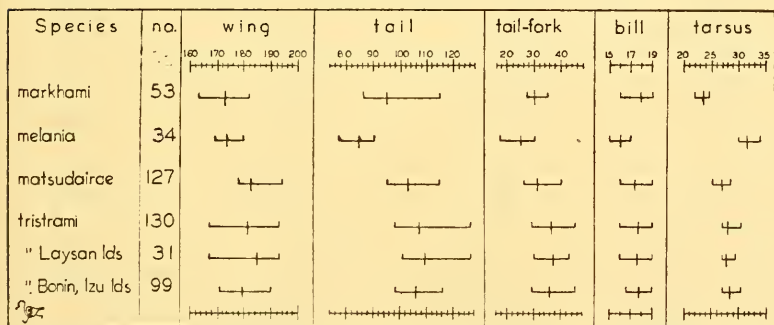 Species no. wing tail tail-fork bill tarsus
160 170 180 190 200 80 90 100 110 120 20 30 40 15 17 19 20 25 30 35
markhami 53
melania 34
matsudairae 127
tristrami 130
" Laysan Ids 31
" Bonin, Izu Ids 99